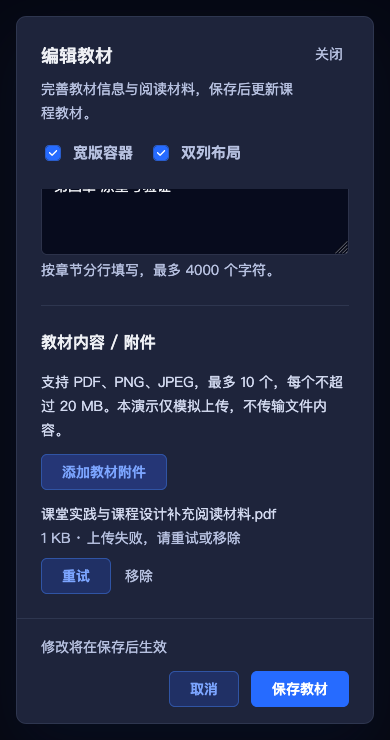 编辑教材
关闭
完善教材信息与阅读材料，保存后更新课
程教材。
宽版容器
双列布局
按章节分行填写，最多 4000 个字符。
教材内容 / 附件
支持 PDF、PNG、JPEG，最多 10 个，每个不超
过 20 MB。本演示仅模拟上传，不传输文件内
容。
添加教材附件
课堂实践与课程设计补充阅读材料.pdf
1 KB · 上传失败，请重试或移除
重试
移除
修改将在保存后生效
取消
保存教材